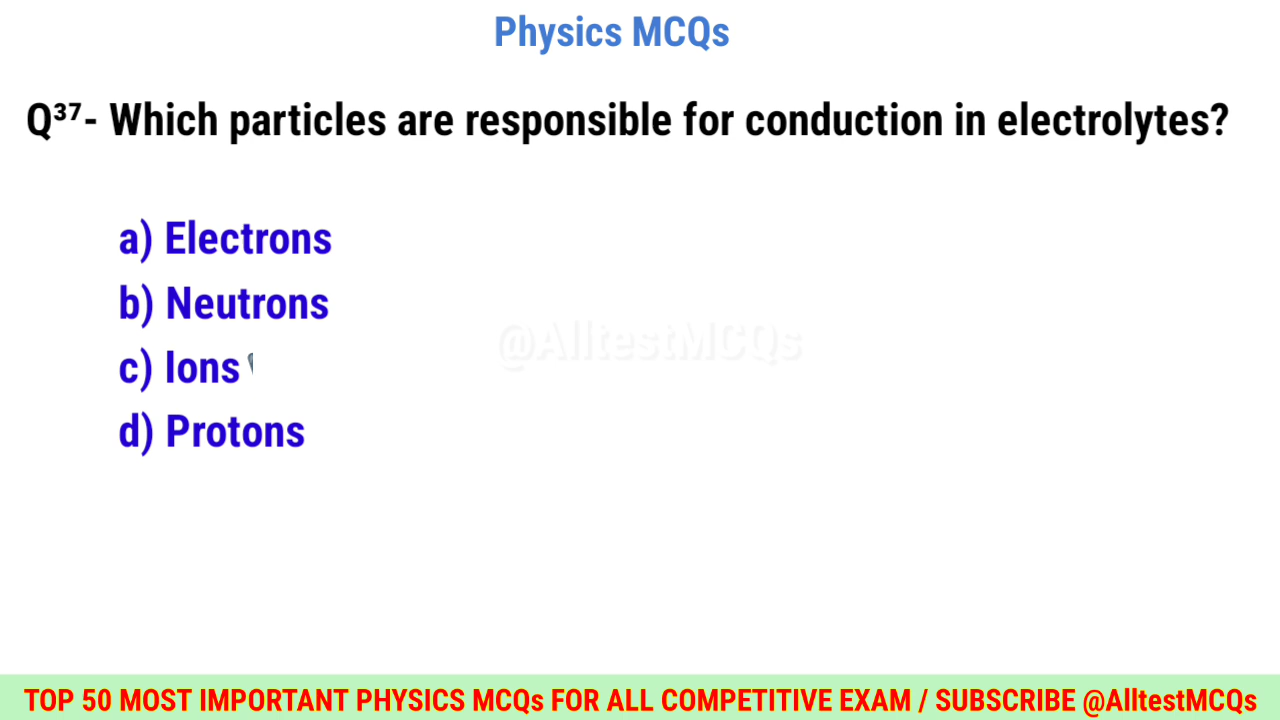 Physics MCQs
Q³⁷- Which particles are responsible for conduction in electrolytes?
a) Electrons
b) Neutrons
@AlltestMCQs
c) Ions
d) Protons
TOP 50 MOST IMPORTANT PHYSICS MCQs FOR ALL COMPETITIVE EXAM / SUBSCRIBE @AlltestMCQs